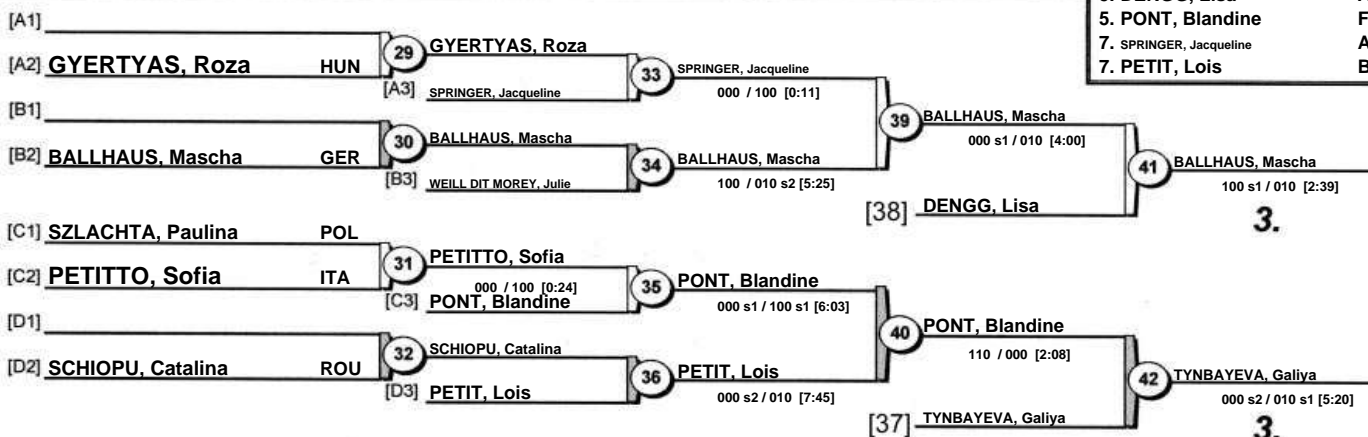 5. PONT, Blandine F
7. SPRINGER, Jacqueline A
7. PETIT, Lois B
[A1]
[A2] GYERTYAS, Roza HUN
29
GYERTYAS, Roza
[A3] SPRINGER, Jacqueline
33
SPRINGER, Jacqueline
000 / 100 [0:11]
[B1]
[B2] BALLHAUS, Mascha GER
30
BALLHAUS, Mascha
[B3] WEILL DIT MOREY, Julie
34
BALLHAUS, Mascha
100 / 010 s2 [5:25]
39
BALLHAUS, Mascha
000 s1 / 010 [4:00]
[38] DENGG, Lisa
41
BALLHAUS, Mascha
100 s1 / 010 [2:39]
3.
[C1] SZLACHTA, Paulina POL
[C2] PETITTO, Sofia ITA
31
PETITTO, Sofia
000 / 100 [0:24]
[C3] PONT, Blandine
35
PONT, Blandine
000 s1 / 100 s1 [6:03]
[D1]
[D2] SCHIOPU, Catalina ROU
32
SCHIOPU, Catalina
[D3] PETIT, Lois
36
PETIT, Lois
000 s2 / 010 [7:45]
40
PONT, Blandine
110 / 000 [2:08]
[37] TYNBAYEVA, Galiya
42
TYNBAYEVA, Galiya
000 s2 / 010 s1 [5:20]
3.